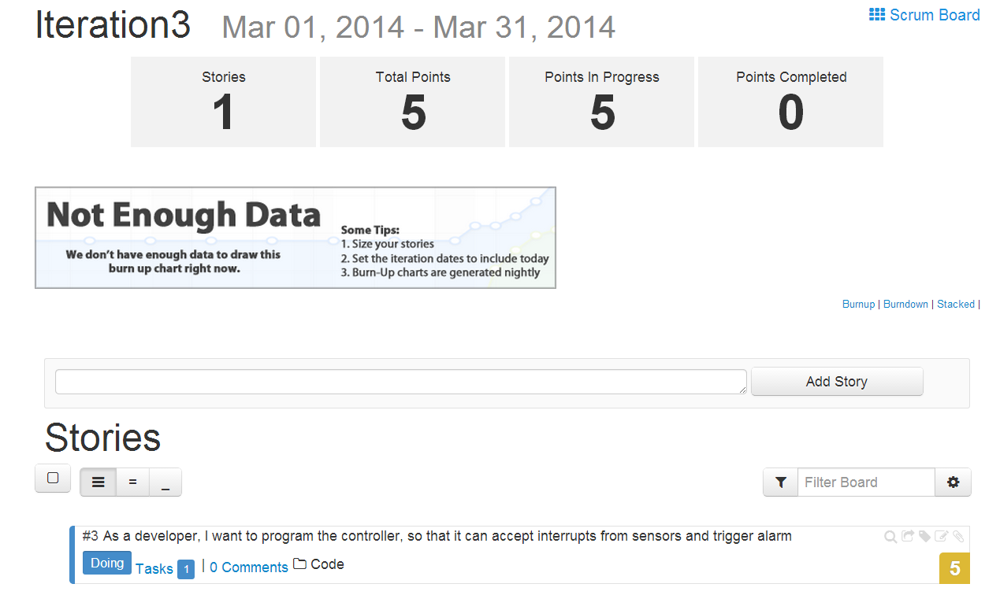 Iteration3 Mar 01, 2014 - Mar 31, 2014
Scrum Board
Stories
1
Total Points
5
Points In Progress
5
Points Completed
0
Not Enough Data
We don't have enough data to draw this
burn up chart right now.
Some Tips:
1. Size your stories
2. Set the iteration dates to include today
3. Burn-Up charts are generated nightly
Burnup | Burndown | Stacked |
Add Story
Stories
= _
Filter Board
#3 As a developer, I want to program the controller, so that it can accept interrupts from sensors and trigger alarm
Doing Tasks 1 | 0 Comments Code
5